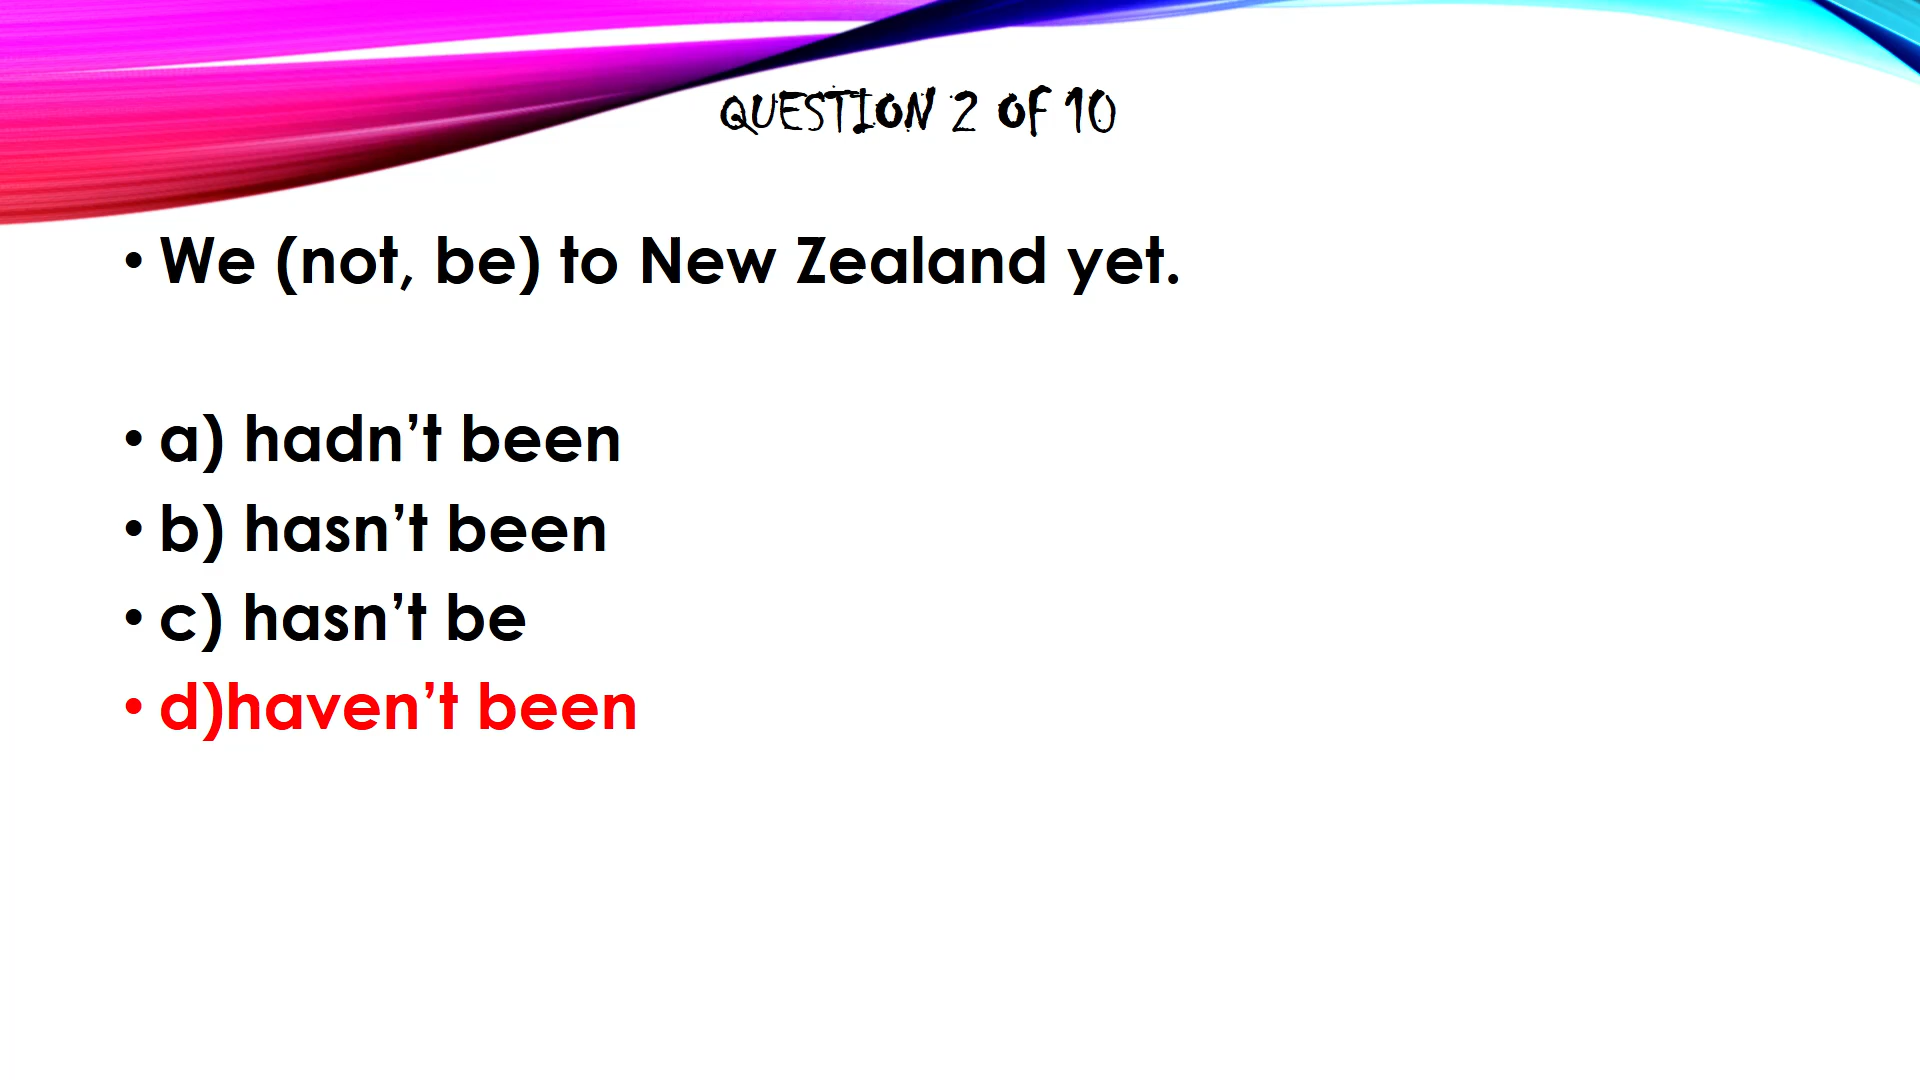 QUESTION 2 OF 10
• We (not, be) to New Zealand yet.
• a) hadn’t been
• b) hasn’t been
• c) hasn’t be
• d)haven’t been